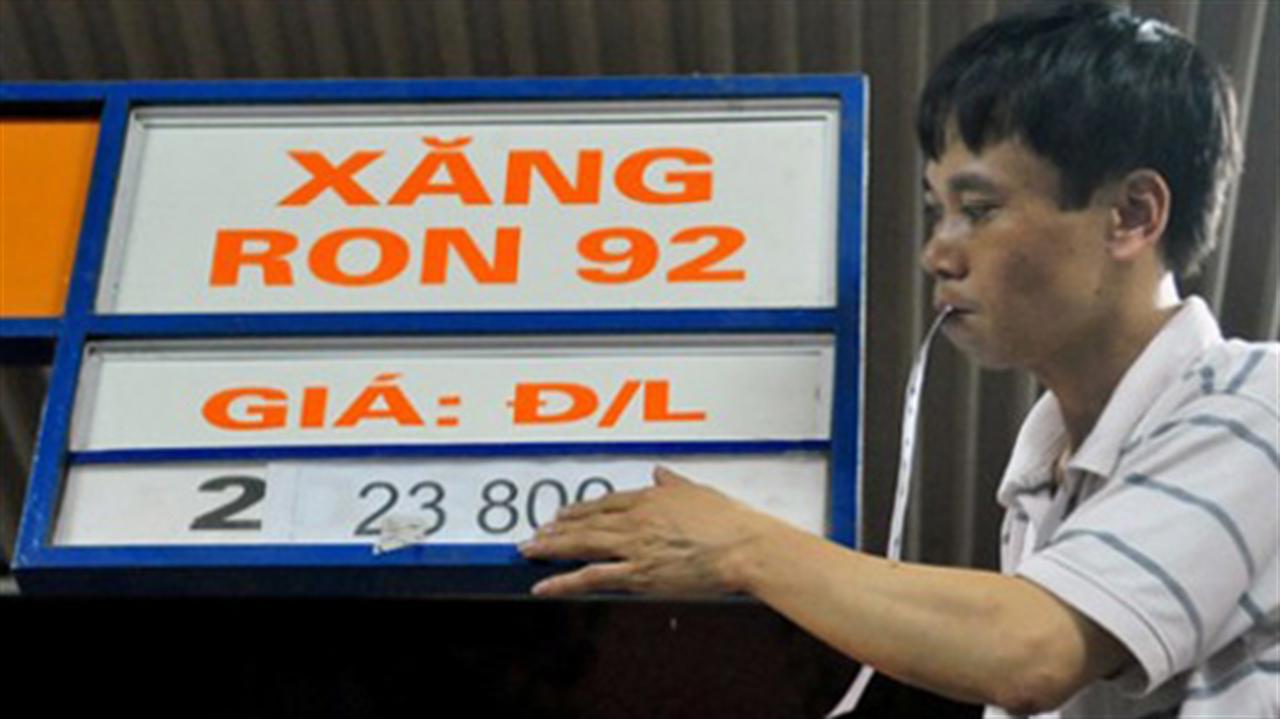 XĂNG
RON 92
GIÁ: Đ/L
2 23 800